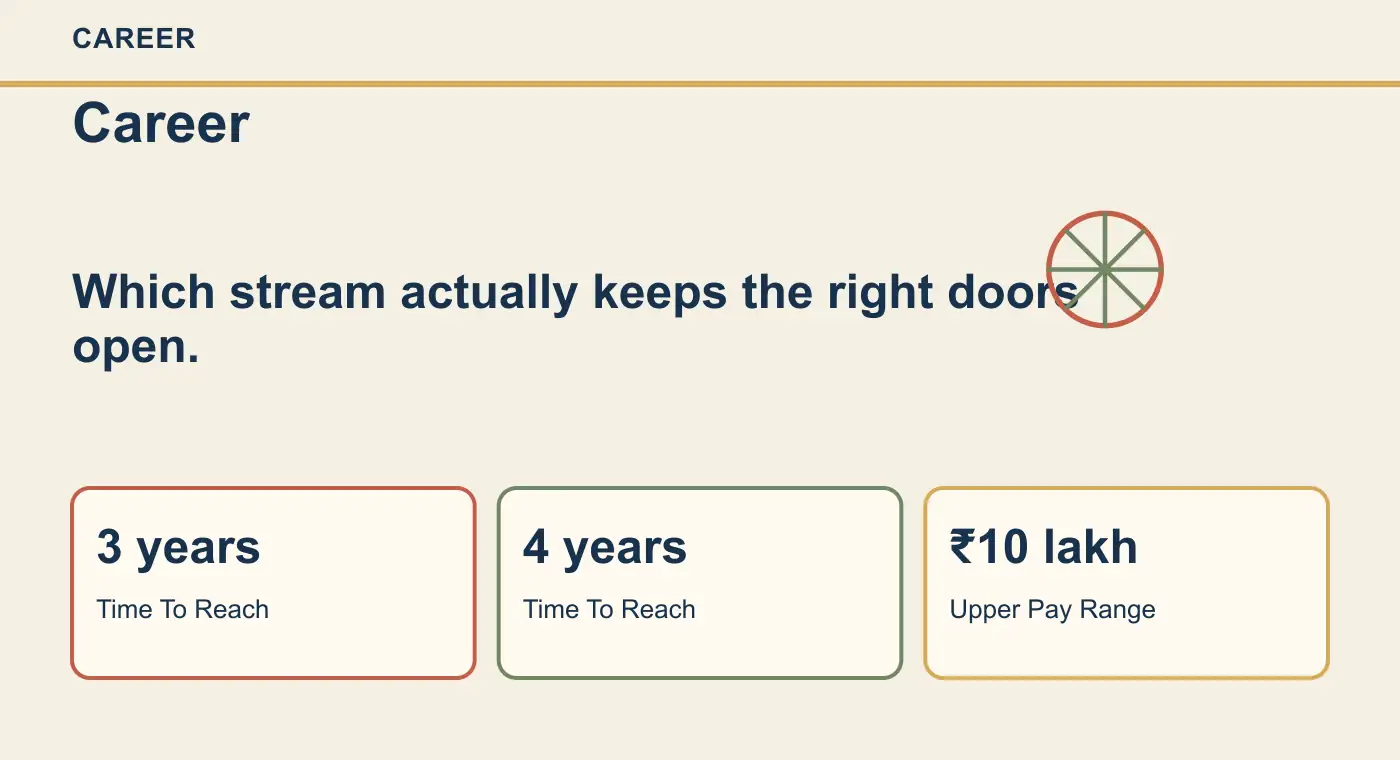 CAREER
Career
Which stream actually keeps the right doors
open.
3 years
Time To Reach
4 years
Time To Reach
₹10 lakh
Upper Pay Range